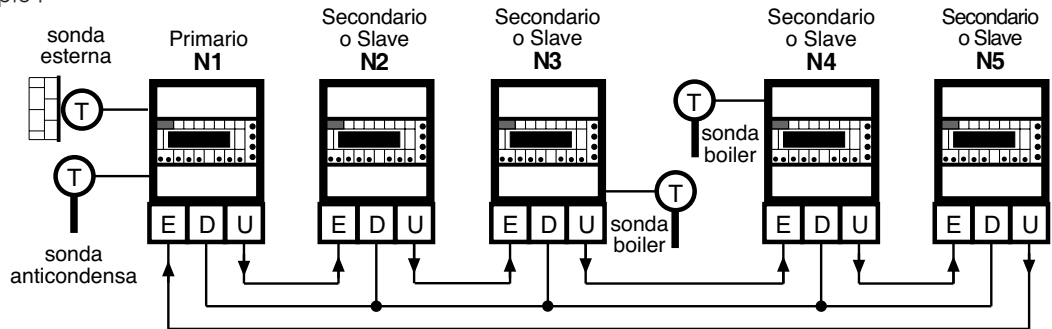 sonda
esterna
Primario
N1
Secondario
o Slave
N2
Secondario
o Slave
N3
Secondario
o Slave
N4
Secondario
o Slave
N5
T
T
T
sonda
boiler
T
sonda
boiler
E D U
E D U
E D U
E D U
E D U
sonda
anticondensa